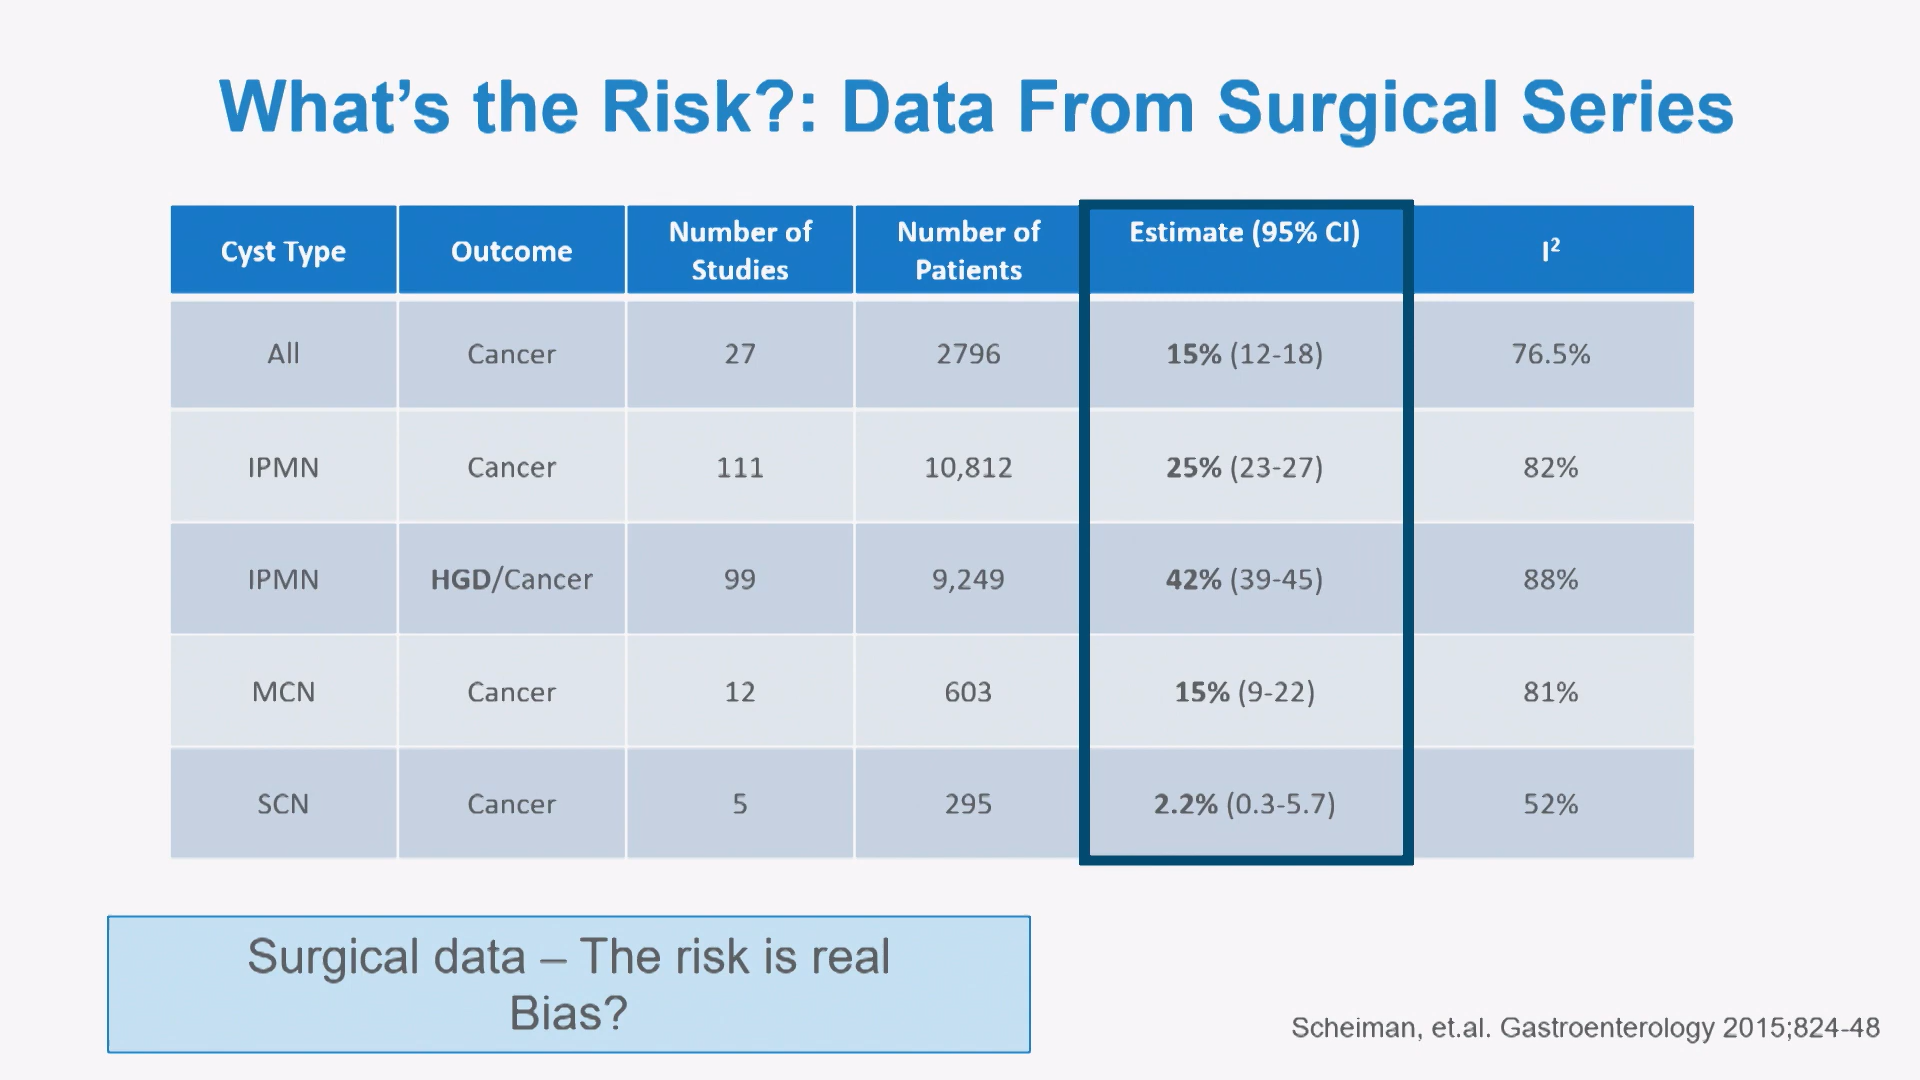 What’s the Risk?: Data From Surgical Series
Cyst Type Outcome Number of Studies Number of Patients Estimate (95% CI) I²
All Cancer 27 2796 15% (12-18) 76.5%
IPMN Cancer 111 10,812 25% (23-27) 82%
IPMN HGD/Cancer 99 9,249 42% (39-45) 88%
MCN Cancer 12 603 15% (9-22) 81%
SCN Cancer 5 295 2.2% (0.3-5.7) 52%
Surgical data – The risk is real
Bias?
Scheiman, et.al. Gastroenterology 2015;824-48